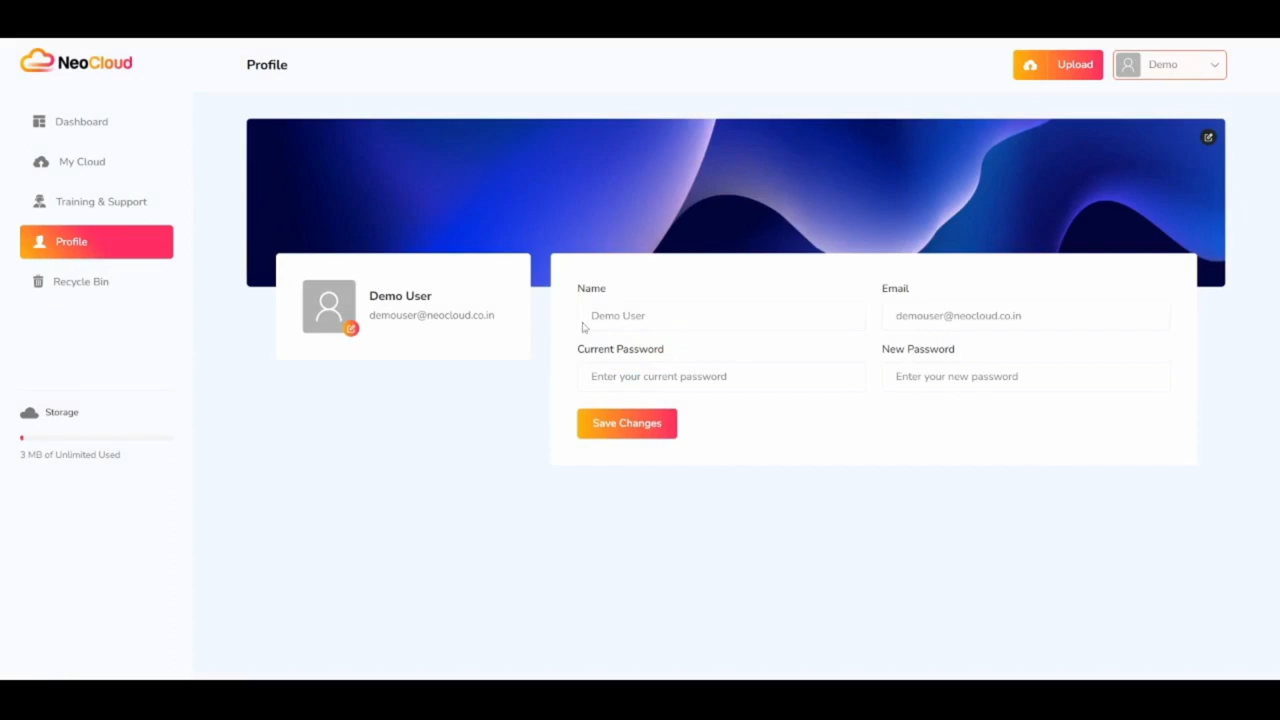 NeoCloud
Profile
Upload
Demo
Dashboard
My Cloud
Training & Support
Profile
Recycle Bin
Storage
3 MB of Unlimited Used
Demo User
demouser@neocloud.co.in
Name
Email
Demo User
demouser@neocloud.co.in
Current Password
New Password
Enter your current password
Enter your new password
Save Changes